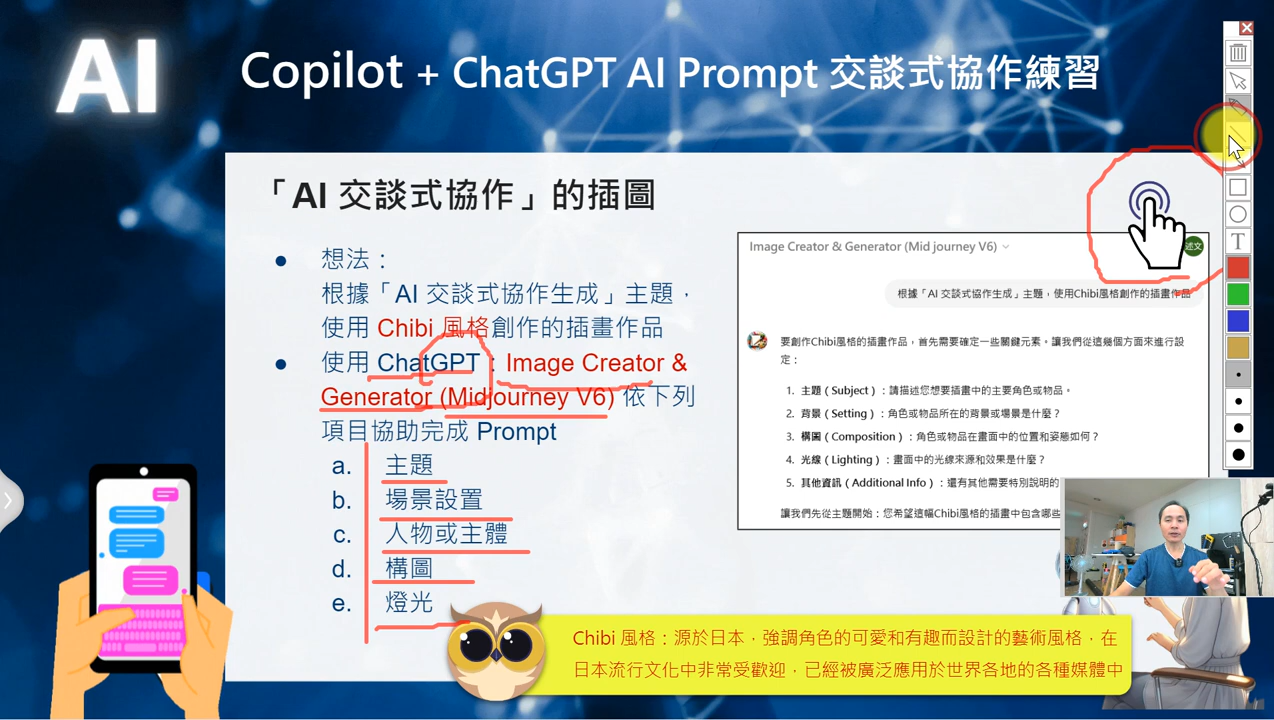 AI
Copilot + ChatGPT AI Prompt 交談式協作練習
「AI 交談式協作」的插圖
● 想法：
根據「AI 交談式協作生成」主題，
使用 Chibi 風格創作的插畫作品
● 使用 ChatGPT：Image Creator &
Generator (Midjourney V6) 依下列
項目協助完成 Prompt
a. 主題
b. 場景設置
c. 人物或主體
d. 構圖
e. 燈光
Image Creator & Generator (Mid journey V6)
述文
根據「AI 交談式協作生成」主題，使用Chibi風格創作的插畫作品
要創作Chibi風格的插畫作品，首先需要確定一些關鍵元素。讓我們從這幾個方面來進行設
定：
1. 主題（Subject）：請描述您想要插畫中的主要角色或物品。
2. 背景（Setting）：角色或物品所在的背景或場景是什麼？
3. 構圖（Composition）：角色或物品在畫面中的位置和姿態如何？
4. 光線（Lighting）：畫面中的光線來源和效果是什麼？
5. 其他資訊（Additional Info）：還有其他需要特別說明的
讓我們先從主題開始：您希望這幅Chibi風格的插畫中包含哪些
T
Chibi 風格：源於日本，強調角色的可愛和有趣而設計的藝術風格，在
日本流行文化中非常受歡迎，已經被廣泛應用於世界各地的各種媒體中